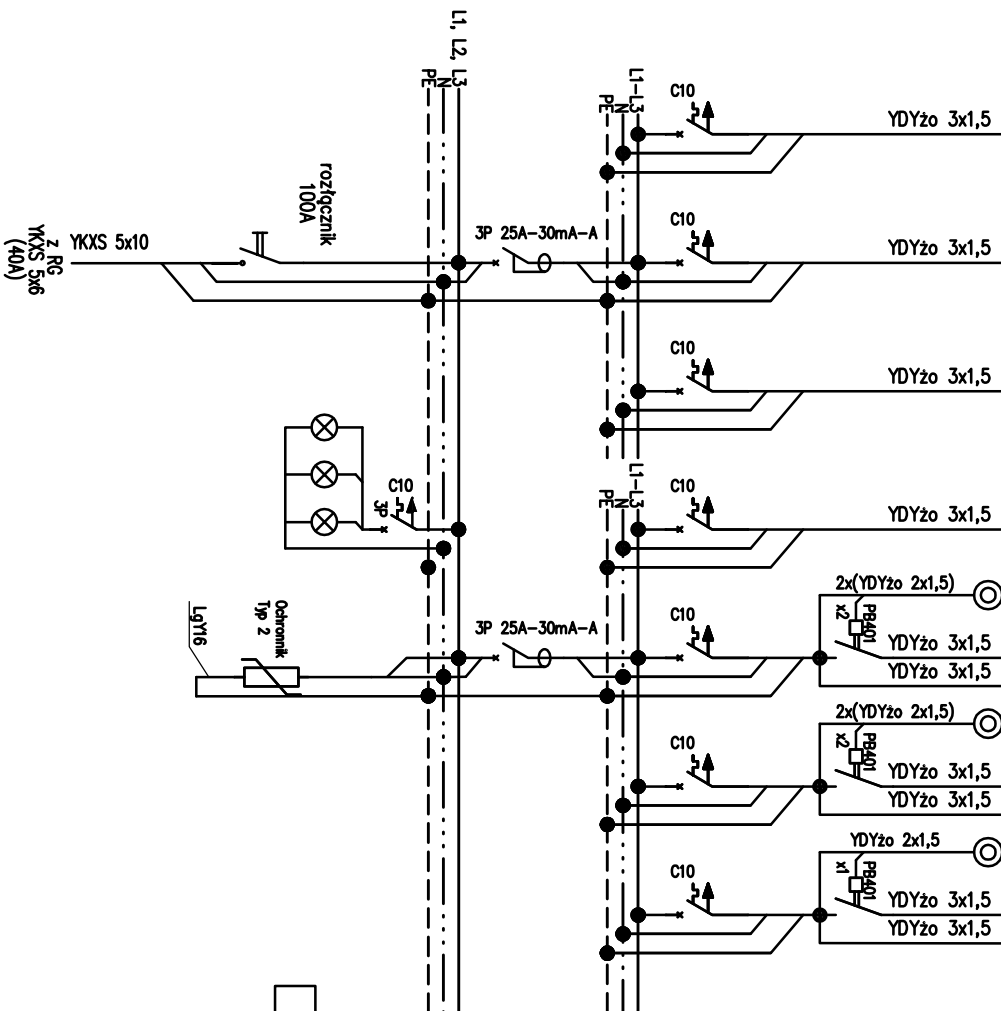 L1, L2, L3
N
PE
L1-L3
N
PE
C10
YDYżo 3x1,5
rozłącznik
100A
3P 25A-30mA-A
C10
YDYżo 3x1,5
YKXS 5x10
z RG
YKXS 5x6
(40A)
C10
YDYżo 3x1,5
L1-L3
N
PE
C10
3P
C10
YDYżo 3x1,5
2x(YDYżo 2x1,5)
PB401
x2
Ochronnik
Typ 2
LgY16
3P 25A-30mA-A
C10
YDYżo 3x1,5
YDYżo 3x1,5
2x(YDYżo 2x1,5)
PB401
x2
C10
YDYżo 3x1,5
YDYżo 3x1,5
YDYżo 2x1,5
PB401
x1
C10
YDYżo 3x1,5
YDYżo 3x1,5